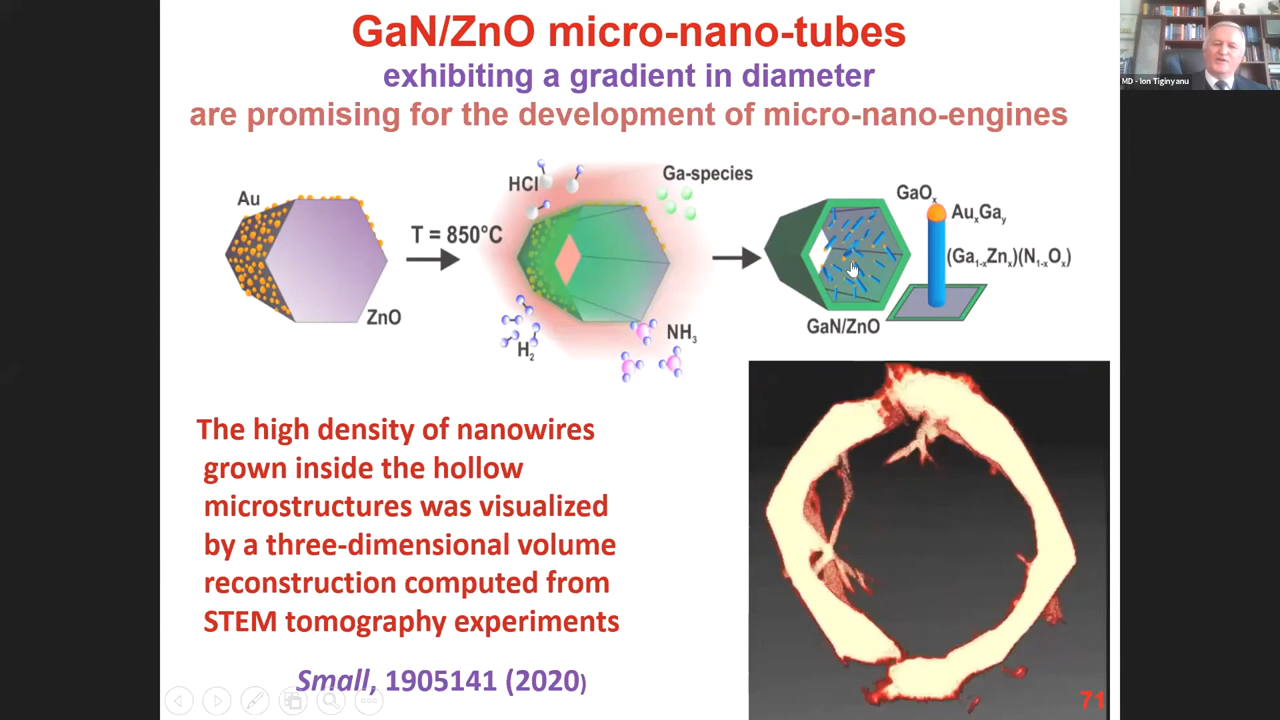 GaN/ZnO micro-nano-tubes
exhibiting a gradient in diameter
are promising for the development of micro-nano-engines
MD - Ion Tiginyanu
Au
ZnO
T = 850°C
HCl
Ga-species
H₂
NH₃
GaN/ZnO
GaOₓ
AuₓGaᵧ
(Ga₁₋ₓZnₓ)(N₁₋ₓOₓ)
The high density of nanowires
grown inside the hollow
microstructures was visualized
by a three-dimensional volume
reconstruction computed from
STEM tomography experiments
Small, 1905141 (2020)
71